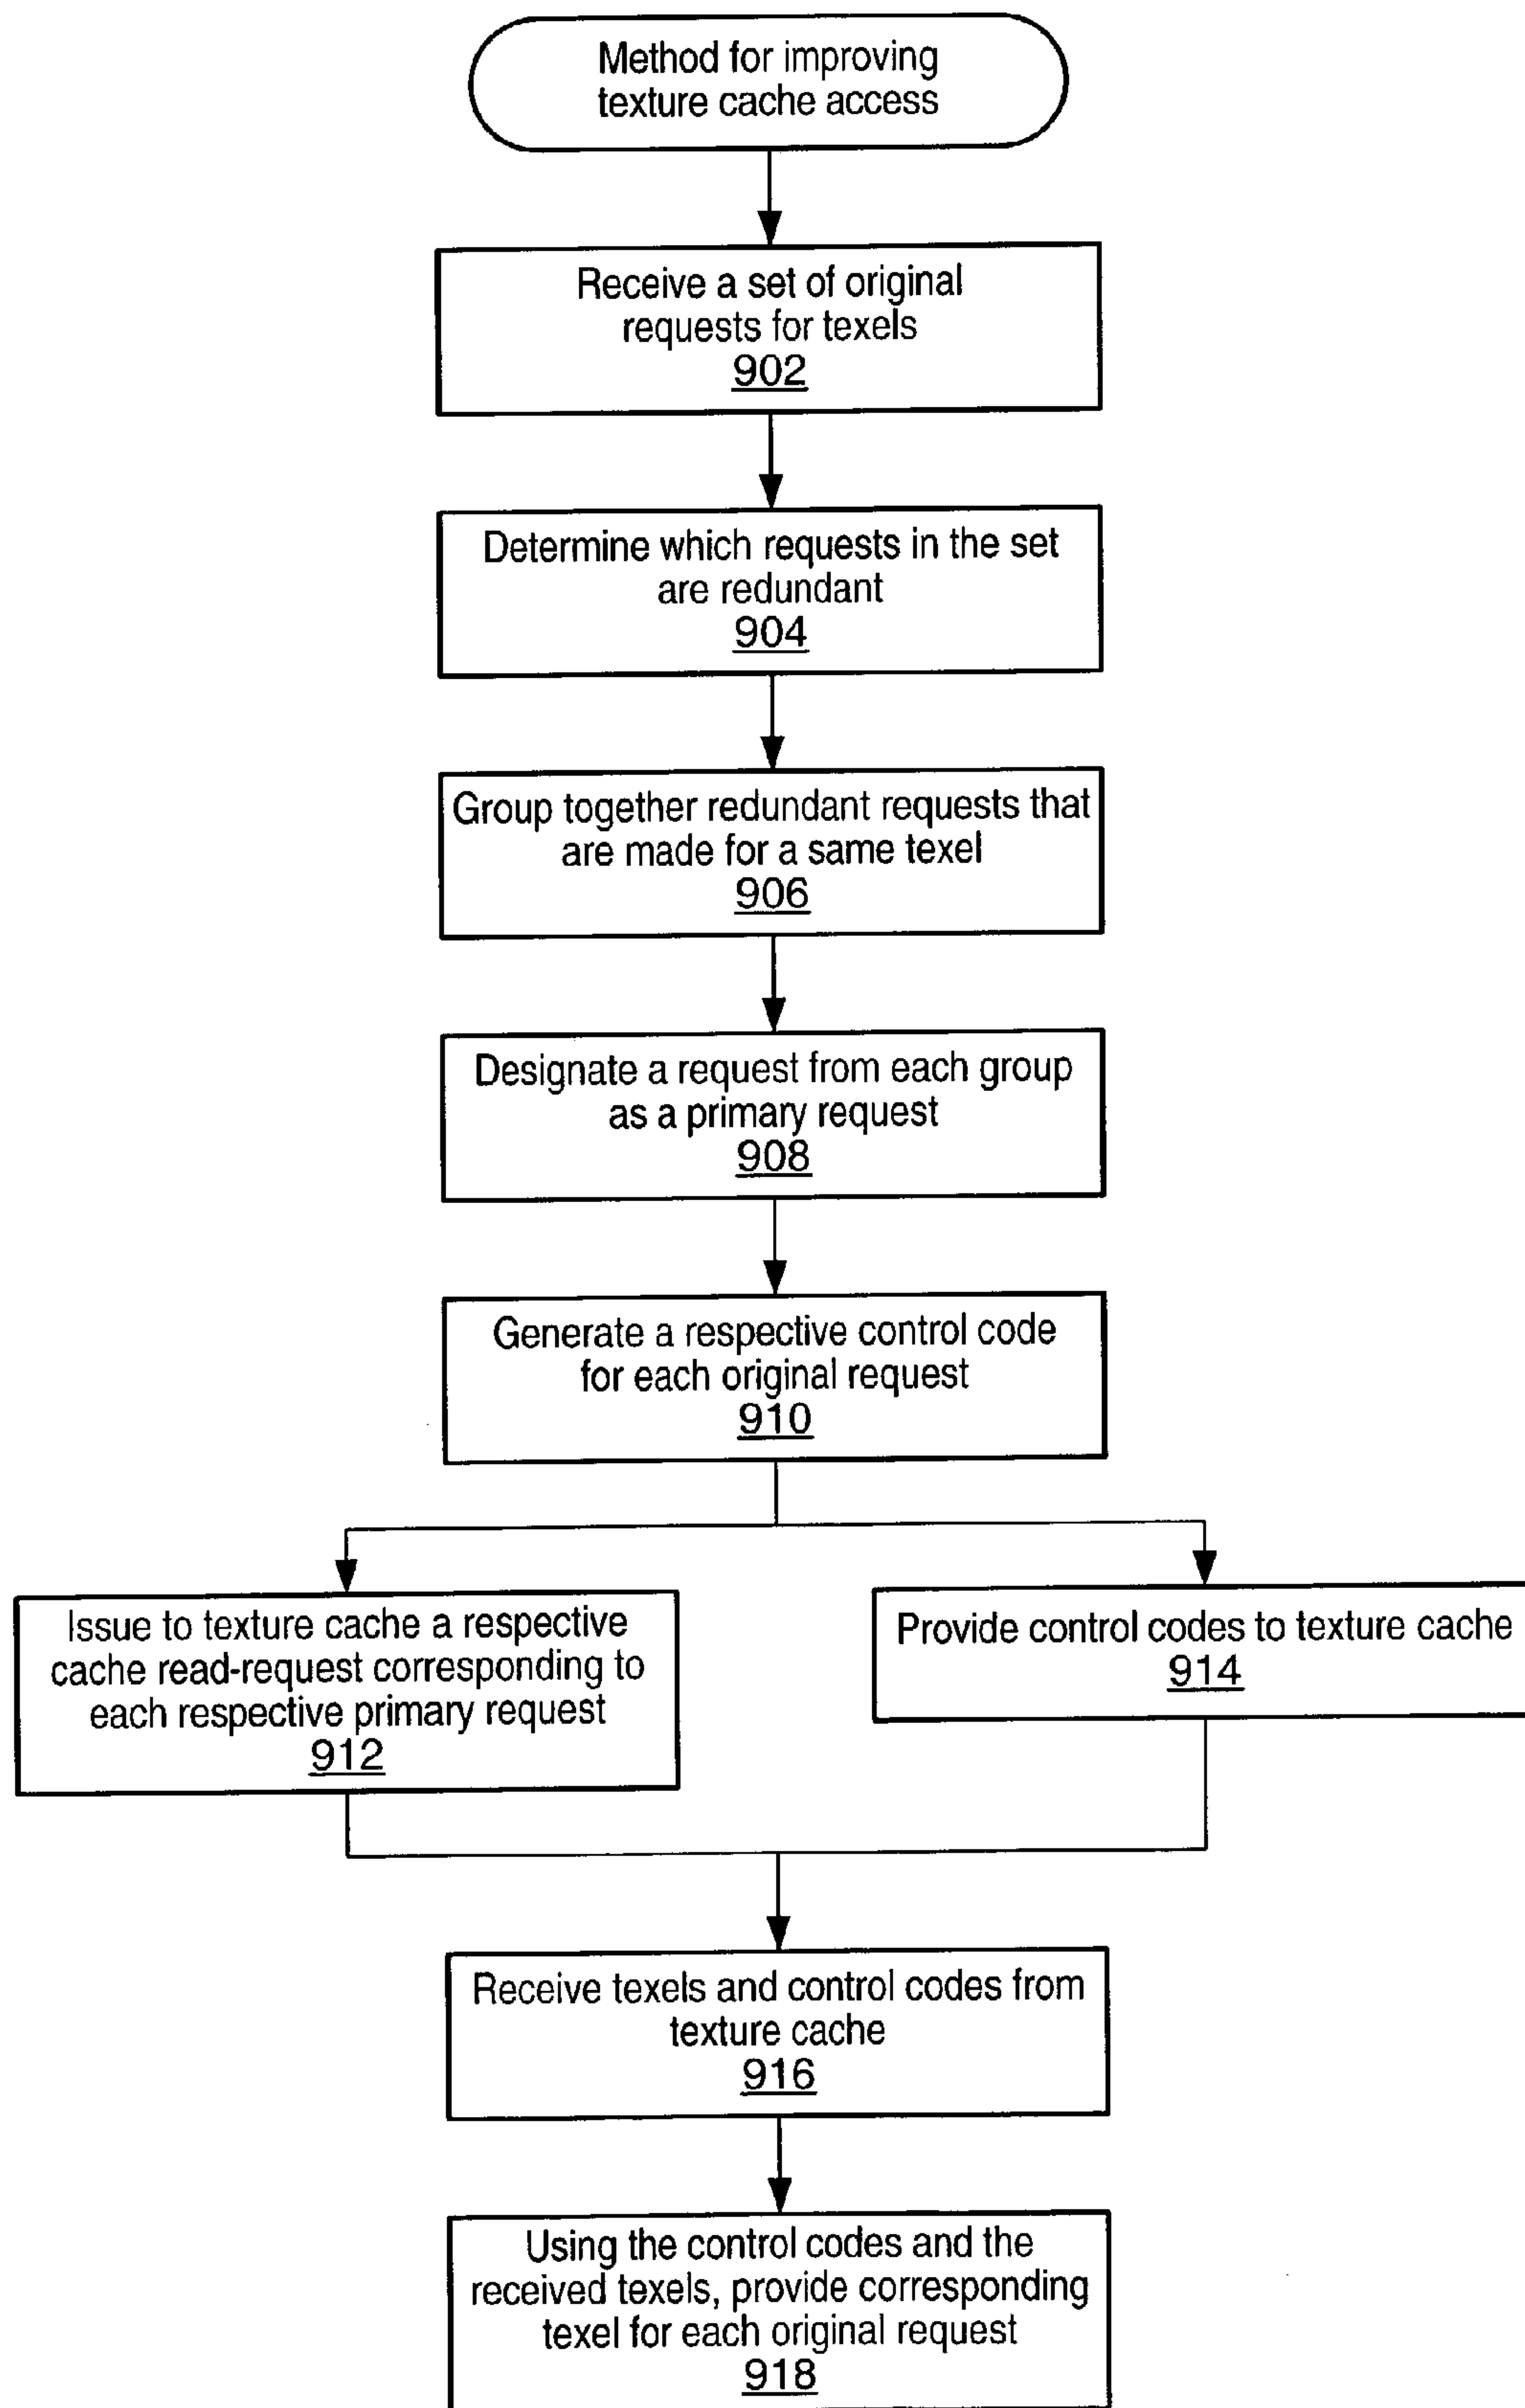 Method for improving
texture cache access
Receive a set of original
requests for texels
902
Determine which requests in the set
are redundant
904
Group together redundant requests that
are made for a same texel
906
Designate a request from each group
as a primary request
908
Generate a respective control code
for each original request
910
Issue to texture cache a respective
cache read-request corresponding to
each respective primary request
912
Provide control codes to texture cache
914
Receive texels and control codes from
texture cache
916
Using the control codes and the
received texels, provide corresponding
texel for each original request
918